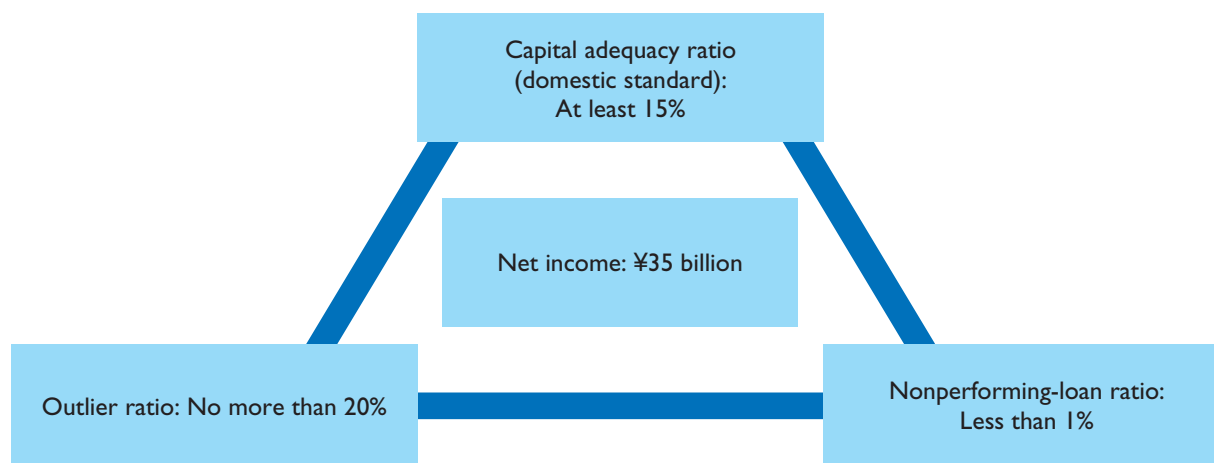 Capital adequacy ratio
(domestic standard):
At least 15%
Net income: ¥35 billion
Outlier ratio: No more than 20%
Nonperforming-loan ratio:
Less than 1%